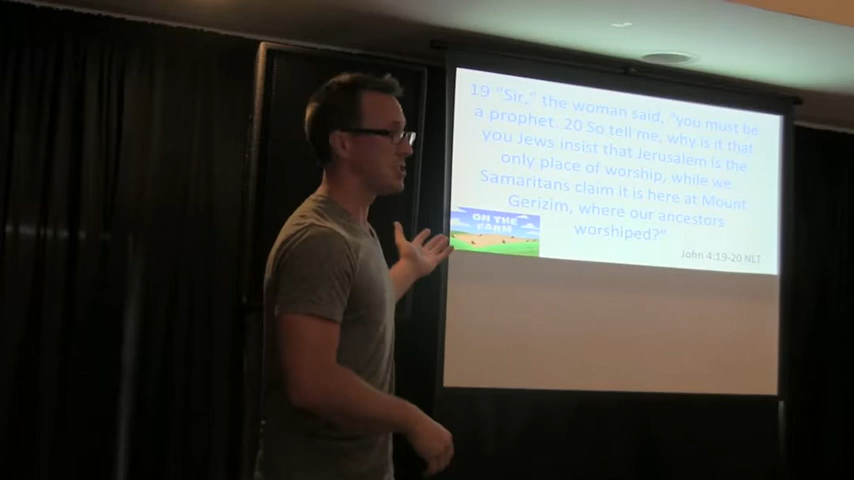 19 “Sir,” the woman said, “you must be
a prophet. 20 So tell me, why is it that
you Jews insist that Jerusalem is the
only place of worship, while we
Samaritans claim it is here at Mount
Gerizim, where our ancestors
worshiped?”
ON THE
FARM
John 4:19-20 NLT